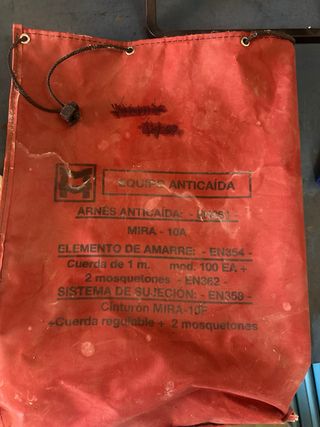 EQUIPO ANTICAÍDA
ARNÉS ANTICAÍDA: - EN361 -
MIRA - 10A
ELEMENTO DE AMARRE: - EN354 -
Cuerda de 1 m. mod. 100 EA +
2 mosquetones - EN362 -
SISTEMA DE SUJECIÓN: - EN358 -
Cinturón MIRA-10F
+Cuerda regulable + 2 mosquetones